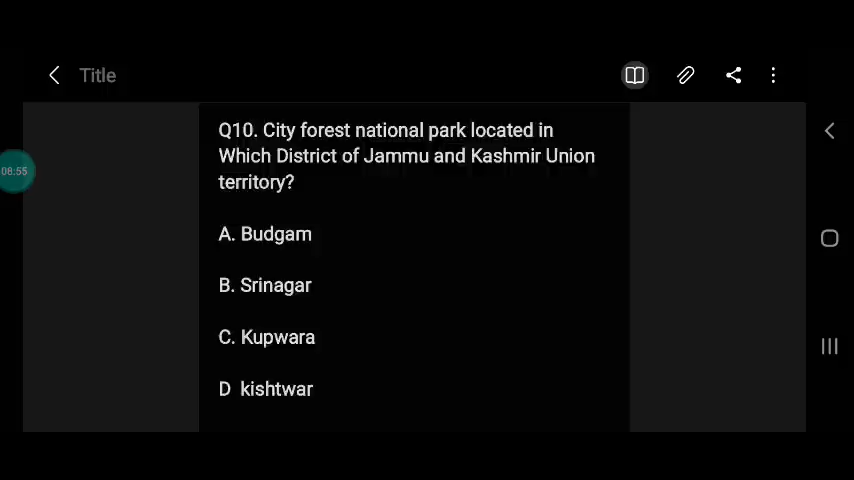 Title
Q10. City forest national park located in
Which District of Jammu and Kashmir Union
territory?
08:55
A. Budgam
B. Srinagar
C. Kupwara
D kishtwar